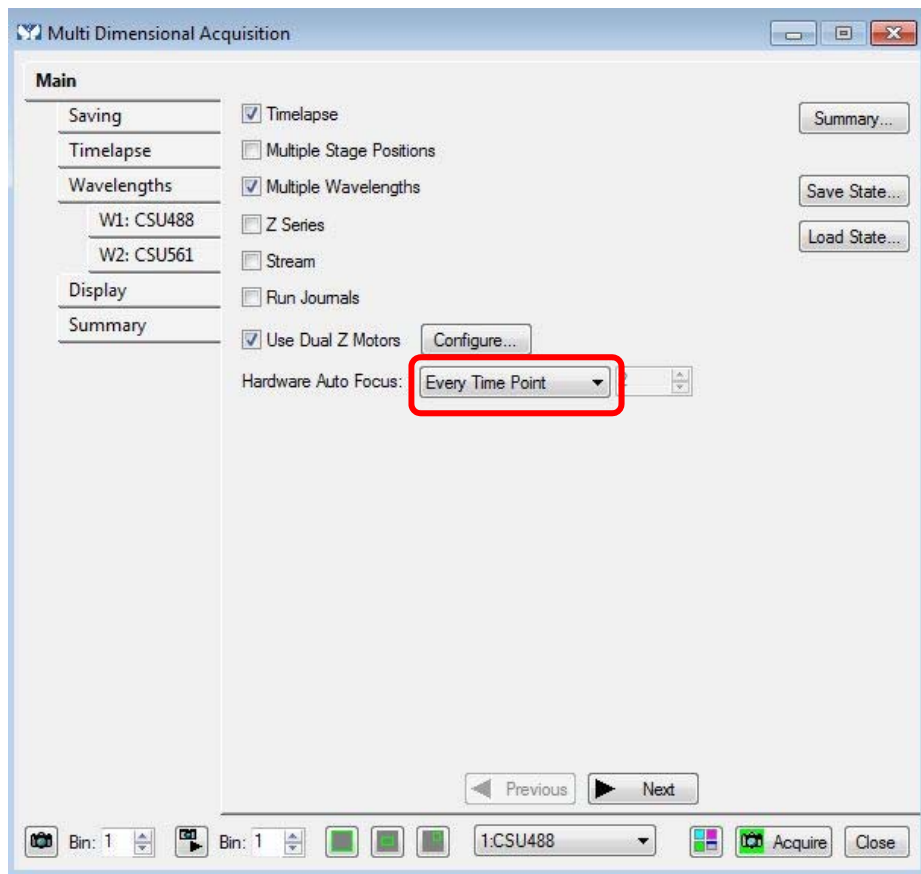 Multi Dimensional Acquisition
Main
Saving
Timelapse
Wavelengths
W1: CSU488
W2: CSU561
Display
Summary
Timelapse
Multiple Stage Positions
Multiple Wavelengths
Z Series
Stream
Run Journals
Use Dual Z Motors Configure...
Hardware Auto Focus: Every Time Point
Summary...
Save State...
Load State...
Previous Next
Bin: 1 Bin: 1 1:CSU488 Acquire Close